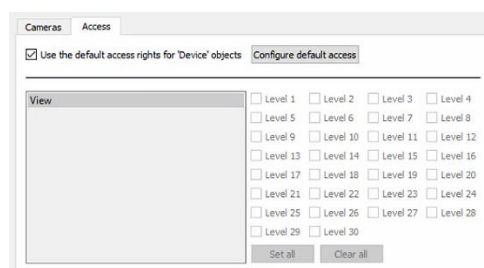 Cameras Access
Use the default access rights for 'Device' objects Configure default access
View
Level 1 Level 2 Level 3 Level 4
Level 5 Level 6 Level 7 Level 8
Level 9 Level 10 Level 11 Level 12
Level 13 Level 14 Level 15 Level 16
Level 17 Level 18 Level 19 Level 20
Level 21 Level 22 Level 23 Level 24
Level 25 Level 26 Level 27 Level 28
Level 29 Level 30
Set all Clear all